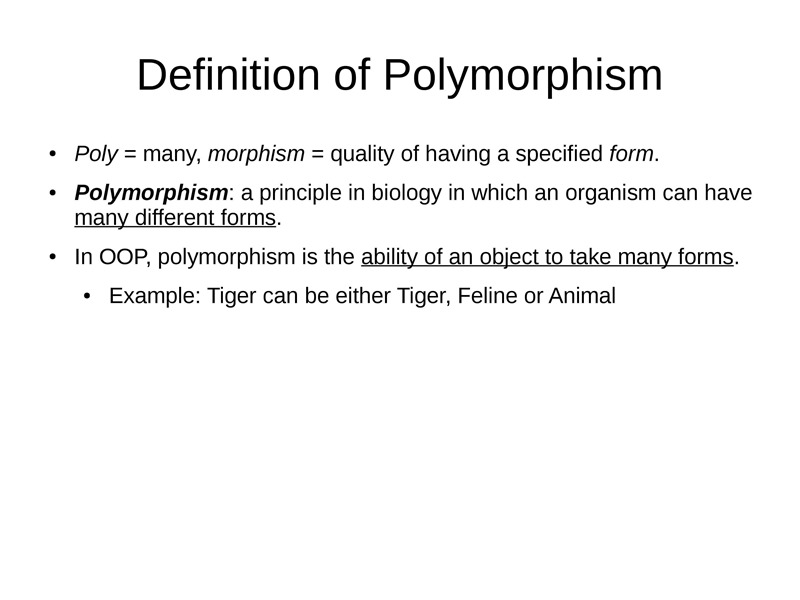 Definition of Polymorphism
• Poly = many, morphism = quality of having a specified form.
• Polymorphism: a principle in biology in which an organism can have
many different forms.
• In OOP, polymorphism is the ability of an object to take many forms.
• Example: Tiger can be either Tiger, Feline or Animal